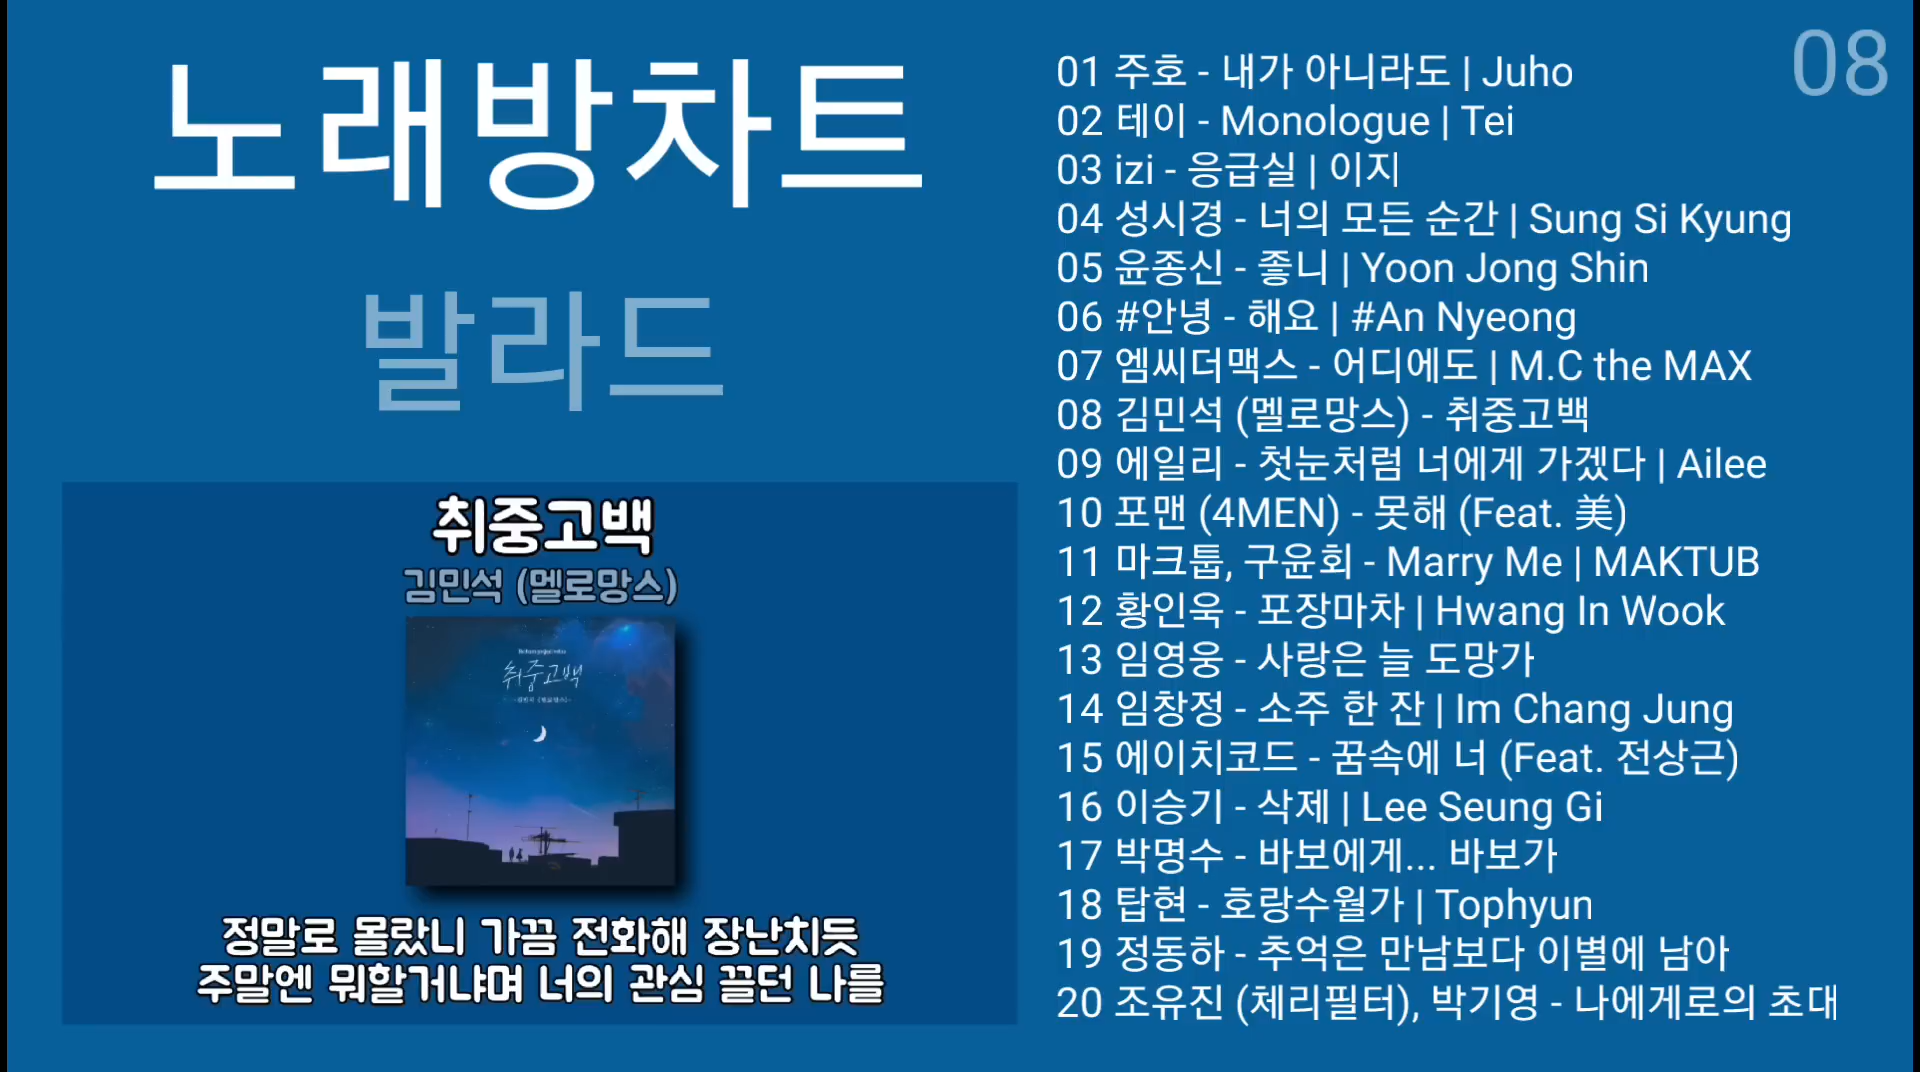 노래방차트
발라드
취중고백
김민석 (멜로망스)
취중고백
정말로 몰랐니 가끔 전화해 장난치듯
주말엔 뭐할거냐며 너의 관심 끌던 나를
08
01 주호 - 내가 아니라도 | Juho
02 테이 - Monologue | Tei
03 izi - 응급실 | 이지
04 성시경 - 너의 모든 순간 | Sung Si Kyung
05 윤종신 - 좋니 | Yoon Jong Shin
06 #안녕 - 해요 | #An Nyeong
07 엠씨더맥스 - 어디에도 | M.C the MAX
08 김민석 (멜로망스) - 취중고백
09 에일리 - 첫눈처럼 너에게 가겠다 | Ailee
10 포맨 (4MEN) - 못해 (Feat. 美)
11 마크툽, 구윤회 - Marry Me | MAKTUB
12 황인욱 - 포장마차 | Hwang In Wook
13 임영웅 - 사랑은 늘 도망가
14 임창정 - 소주 한 잔 | Im Chang Jung
15 에이치코드 - 꿈속에 너 (Feat. 전상근)
16 이승기 - 삭제 | Lee Seung Gi
17 박명수 - 바보에게... 바보가
18 탑현 - 호랑수월가 | Tophyun
19 정동하 - 추억은 만남보다 이별에 남아
20 조유진 (체리필터), 박기영 - 나에게로의 초대